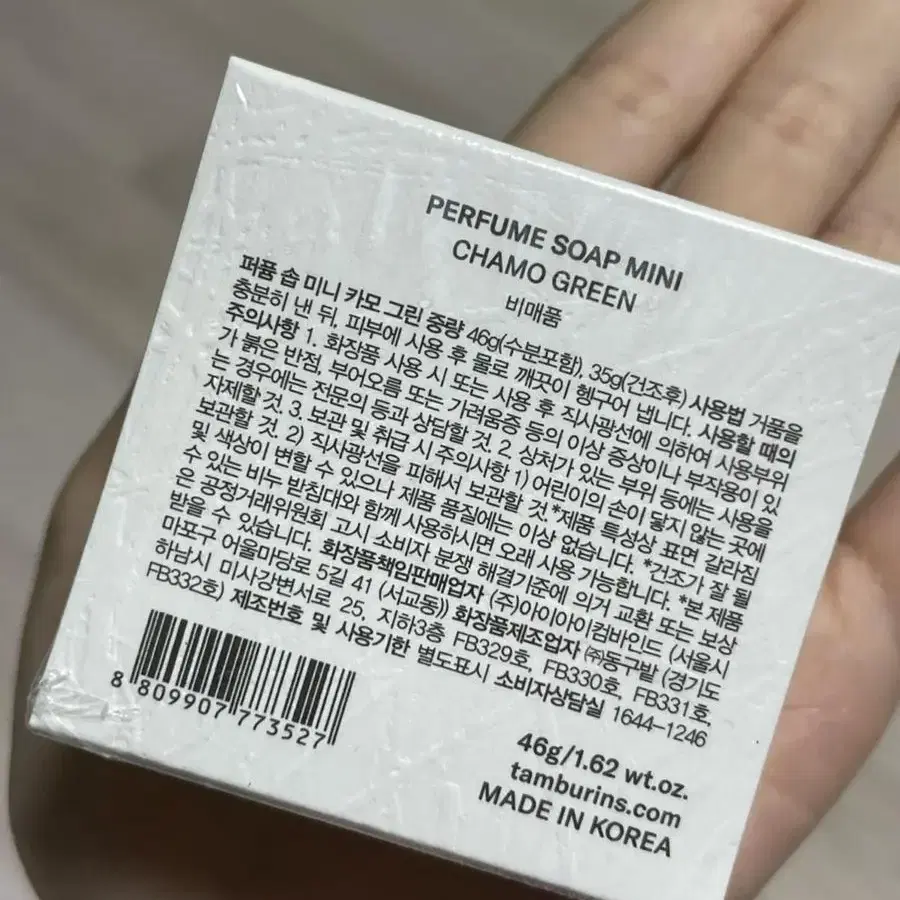 PERFUME SOAP MINI
CHAMO GREEN
비매품
퍼퓸 솝 미니 카모 그린 중량 46g(수분포함), 35g(건조후) 사용법 거품을
충분히 낸 뒤, 피부에 사용 후 물로 깨끗이 헹구어 냅니다. 사용할 때의
주의사항 1. 화장품 사용 시 또는 사용 후 직사광선에 의하여 사용부위
가 붉은 반점, 부어오름 또는 가려움증 등의 이상 증상이나 부작용이 있
는 경우에는 전문의 등과 상담할 것 2. 상처가 있는 부위 등에는 사용을
자제할 것. 3. 보관 및 취급 시 주의사항 1) 어린이의 손이 닿지 않는 곳에
보관할 것. 2) 직사광선을 피해서 보관할 것 *제품 특성상 표면 갈라짐
및 색상이 변할 수 있으나 제품 품질에는 이상 없습니다. *건조가 잘 될
수 있는 비누 받침대와 함께 사용하시면 오래 사용 가능합니다. *본 제품
은 공정거래위원회 고시 소비자 분쟁 해결기준에 의거 교환 또는 보상
받을 수 있습니다. 화장품책임판매업자 (주)아이아이컴바인드 (서울시
마포구 어울마당로5길 41 (서교동)) 화장품제조업자 ㈜동구밭 (경기도
하남시 미사강변서로 25, 지하3층 FB329호, FB330호, FB331호,
FB332호) 제조번호 및 사용기한 별도표시 소비자상담실 1644-1246
8 809907 773527
46g/1.62 wt.oz.
tamburins.com
MADE IN KOREA